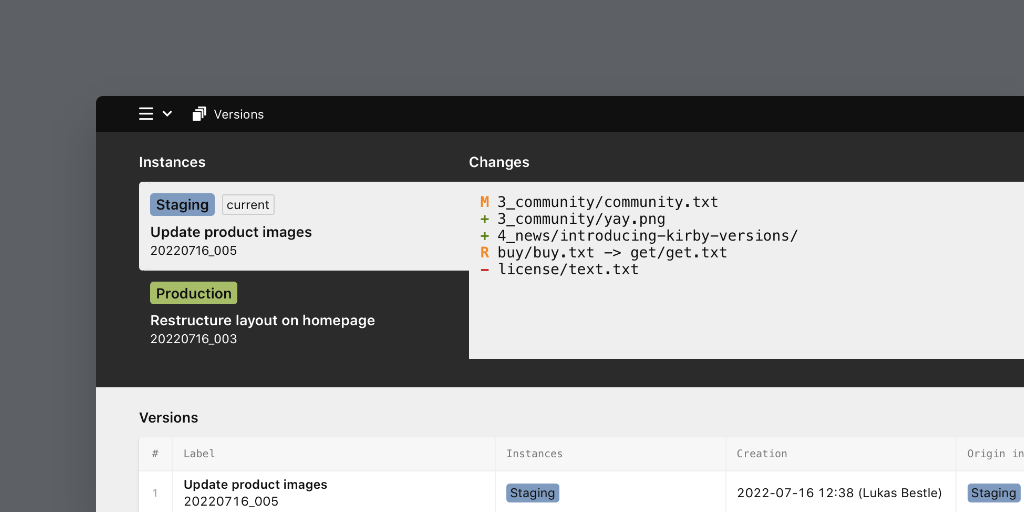 Versions
Instances
Changes
Staging current
Update product images
20220716_005
Production
Restructure layout on homepage
20220716_003
M 3_community/community.txt
+ 3_community/yay.png
+ 4_news/introducing-kirby-versions/
R buy/buy.txt -> get/get.txt
- license/text.txt
Versions
# Label Instances Creation Origin in
1 Update product images Staging 2022-07-16 12:38 (Lukas Bestle) Staging
20220716_005